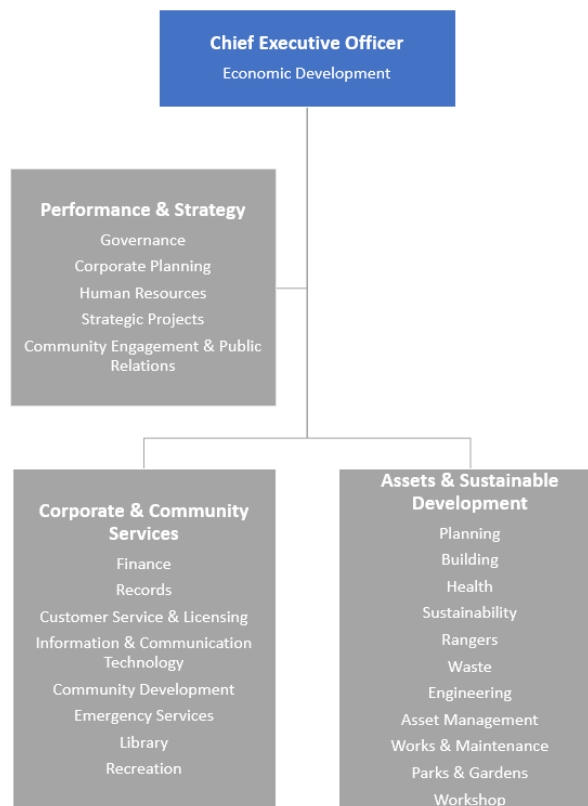 Chief Executive Officer
Economic Development
Performance & Strategy
Governance
Corporate Planning
Human Resources
Strategic Projects
Community Engagement & Public
Relations
Corporate & Community
Services
Finance
Records
Customer Service & Licensing
Information & Communication
Technology
Community Development
Emergency Services
Library
Recreation
Assets & Sustainable
Development
Planning
Building
Health
Sustainability
Rangers
Waste
Engineering
Asset Management
Works & Maintenance
Parks & Gardens
Workshop